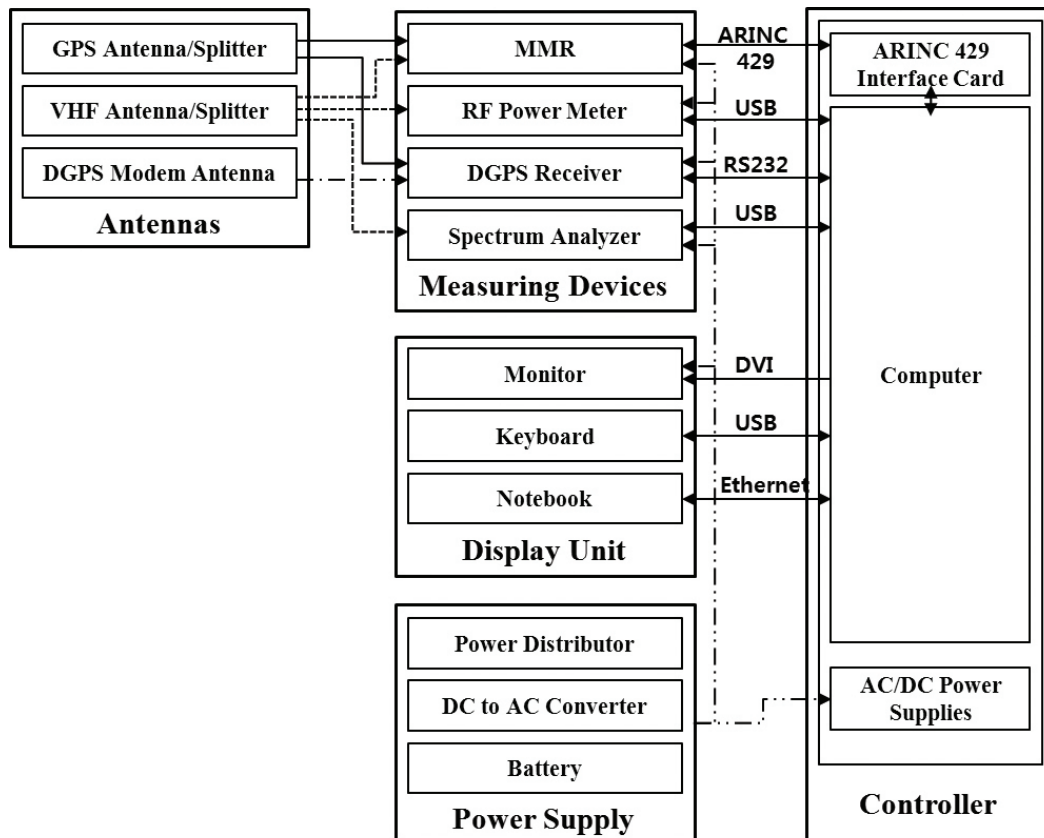 GPS Antenna/Splitter
VHF Antenna/Splitter
DGPS Modem Antenna
Antennas
MMR
RF Power Meter
DGPS Receiver
Spectrum Analyzer
Measuring Devices
ARINC
429
USB
RS232
USB
Monitor
Keyboard
Notebook
Display Unit
DVI
USB
Ethernet
Power Distributor
DC to AC Converter
Battery
Power Supply
ARINC 429
Interface Card
Computer
AC/DC Power
Supplies
Controller